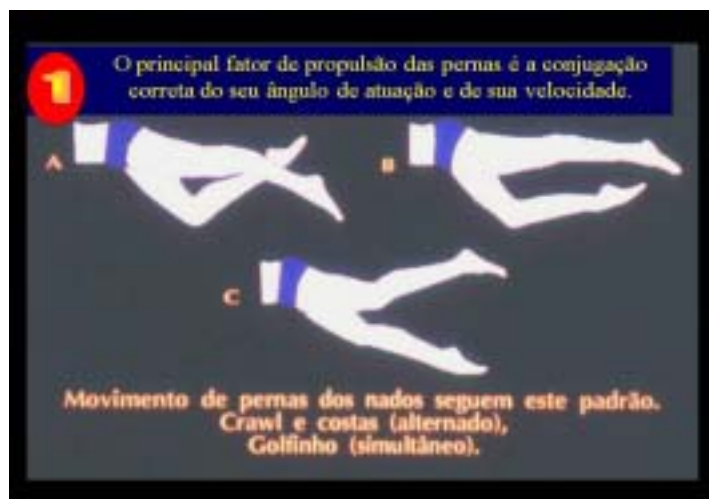 1
O principal fator de propulsão das pernas é a conjugação
correta do seu ângulo de atuação e de sua velocidade.
A
B
C
Movimento de pernas dos nados seguem este padrão.
Crawl e costas (alternado),
Golfinho (simultâneo).